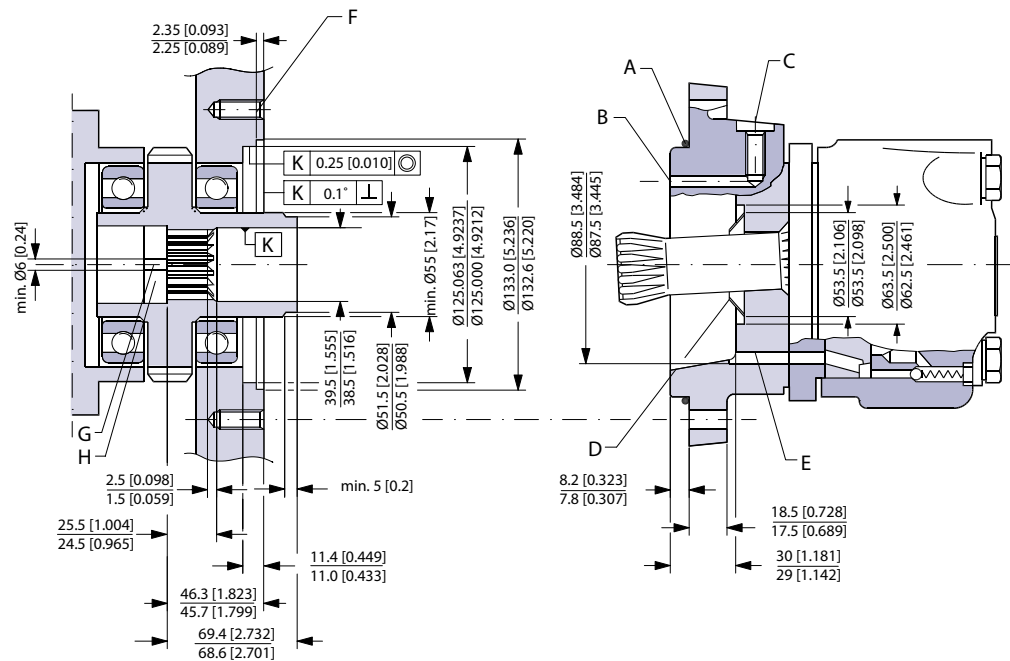 2.35 [0.093]
2.25 [0.089]
F
A
C
B
K 0.25 [0.010]
K 0.1°
K
min. Ø6 [0.24]
39.5 [1.555]
38.5 [1.516]
Ø51.5 [2.028]
Ø50.5 [1.988]
min. Ø55 [2.17]
Ø125.063 [4.9237]
Ø125.000 [4.9212]
Ø133.0 [5.236]
Ø132.6 [5.220]
Ø88.5 [3.484]
Ø87.5 [3.445]
Ø53.5 [2.106]
Ø53.5 [2.098]
Ø63.5 [2.500]
Ø62.5 [2.461]
G
H
D
E
2.5 [0.098]
1.5 [0.059]
min. 5 [0.2]
8.2 [0.323]
7.8 [0.307]
25.5 [1.004]
24.5 [0.965]
18.5 [0.728]
17.5 [0.689]
11.4 [0.449]
11.0 [0.433]
30 [1.181]
29 [1.142]
46.3 [1.823]
45.7 [1.799]
69.4 [2.732]
68.6 [2.701]